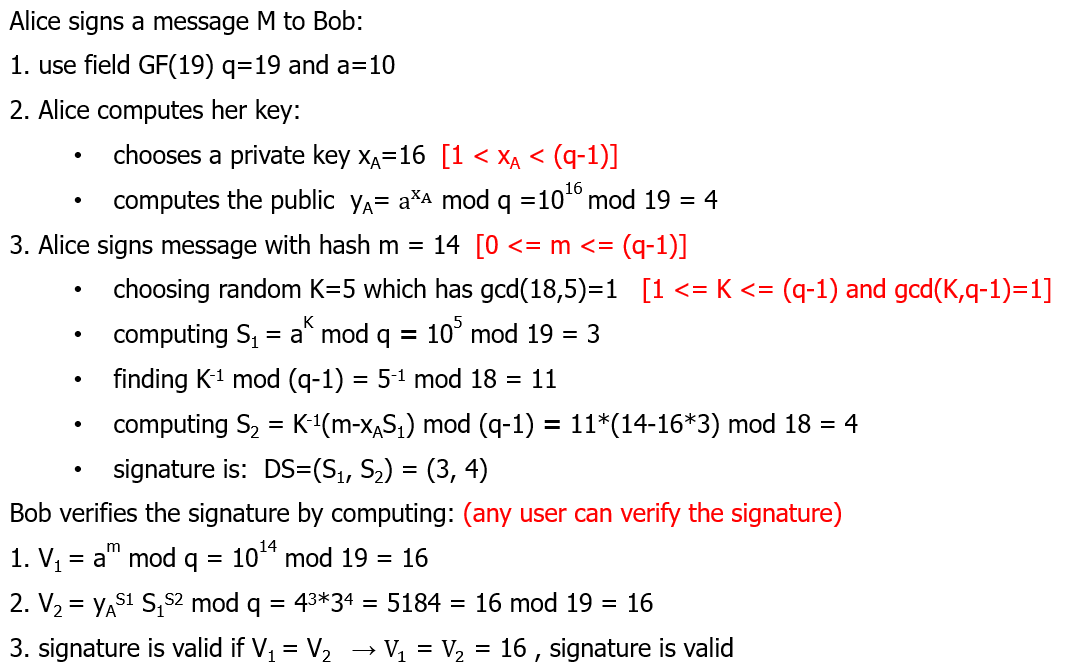 Alice signs a message M to Bob:
1. use field GF(19) q=19 and a=10
2. Alice computes her key:
• chooses a private key xA=16 [1 < xA < (q-1)]
• computes the public yA= a^xA mod q =10^16 mod 19 = 4
3. Alice signs message with hash m = 14 [0 <= m <= (q-1)]
• choosing random K=5 which has gcd(18,5)=1 [1 <= K <= (q-1) and gcd(K,q-1)=1]
• computing S1 = a^K mod q = 10^5 mod 19 = 3
• finding K^-1 mod (q-1) = 5^-1 mod 18 = 11
• computing S2 = K^-1(m-xAS1) mod (q-1) = 11*(14-16*3) mod 18 = 4
• signature is: DS=(S1, S2) = (3, 4)
Bob verifies the signature by computing: (any user can verify the signature)
1. V1 = a^m mod q = 10^14 mod 19 = 16
2. V2 = yA^S1 S1^S2 mod q = 4^3*3^4 = 5184 = 16 mod 19 = 16
3. signature is valid if V1 = V2 → V1 = V2 = 16 , signature is valid